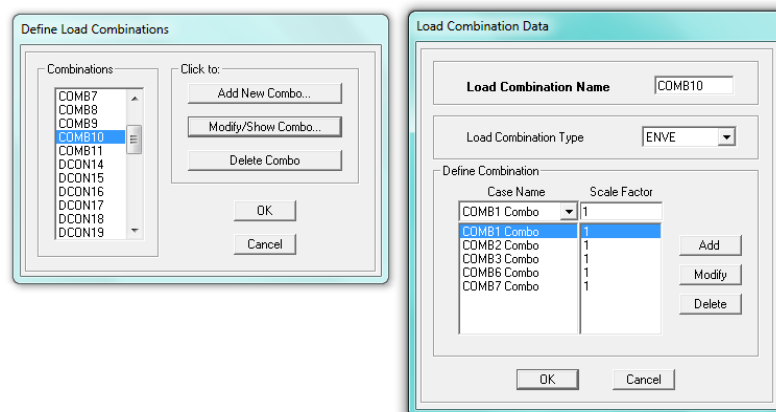 Define Load Combinations
Combinations
COMB7
COMB8
COMB9
COMB10
COMB11
DCON14
DCON15
DCON16
DCON17
DCON18
DCON19
Click to:
Add New Combo...
Modify/Show Combo...
Delete Combo
OK
Cancel
Load Combination Data
Load Combination Name COMB10
Load Combination Type ENVE
Define Combination
Case Name Scale Factor
COMB1 Combo 1
COMB1 Combo 1
COMB2 Combo 1
COMB3 Combo 1
COMB6 Combo 1
COMB7 Combo 1
Add
Modify
Delete
OK Cancel